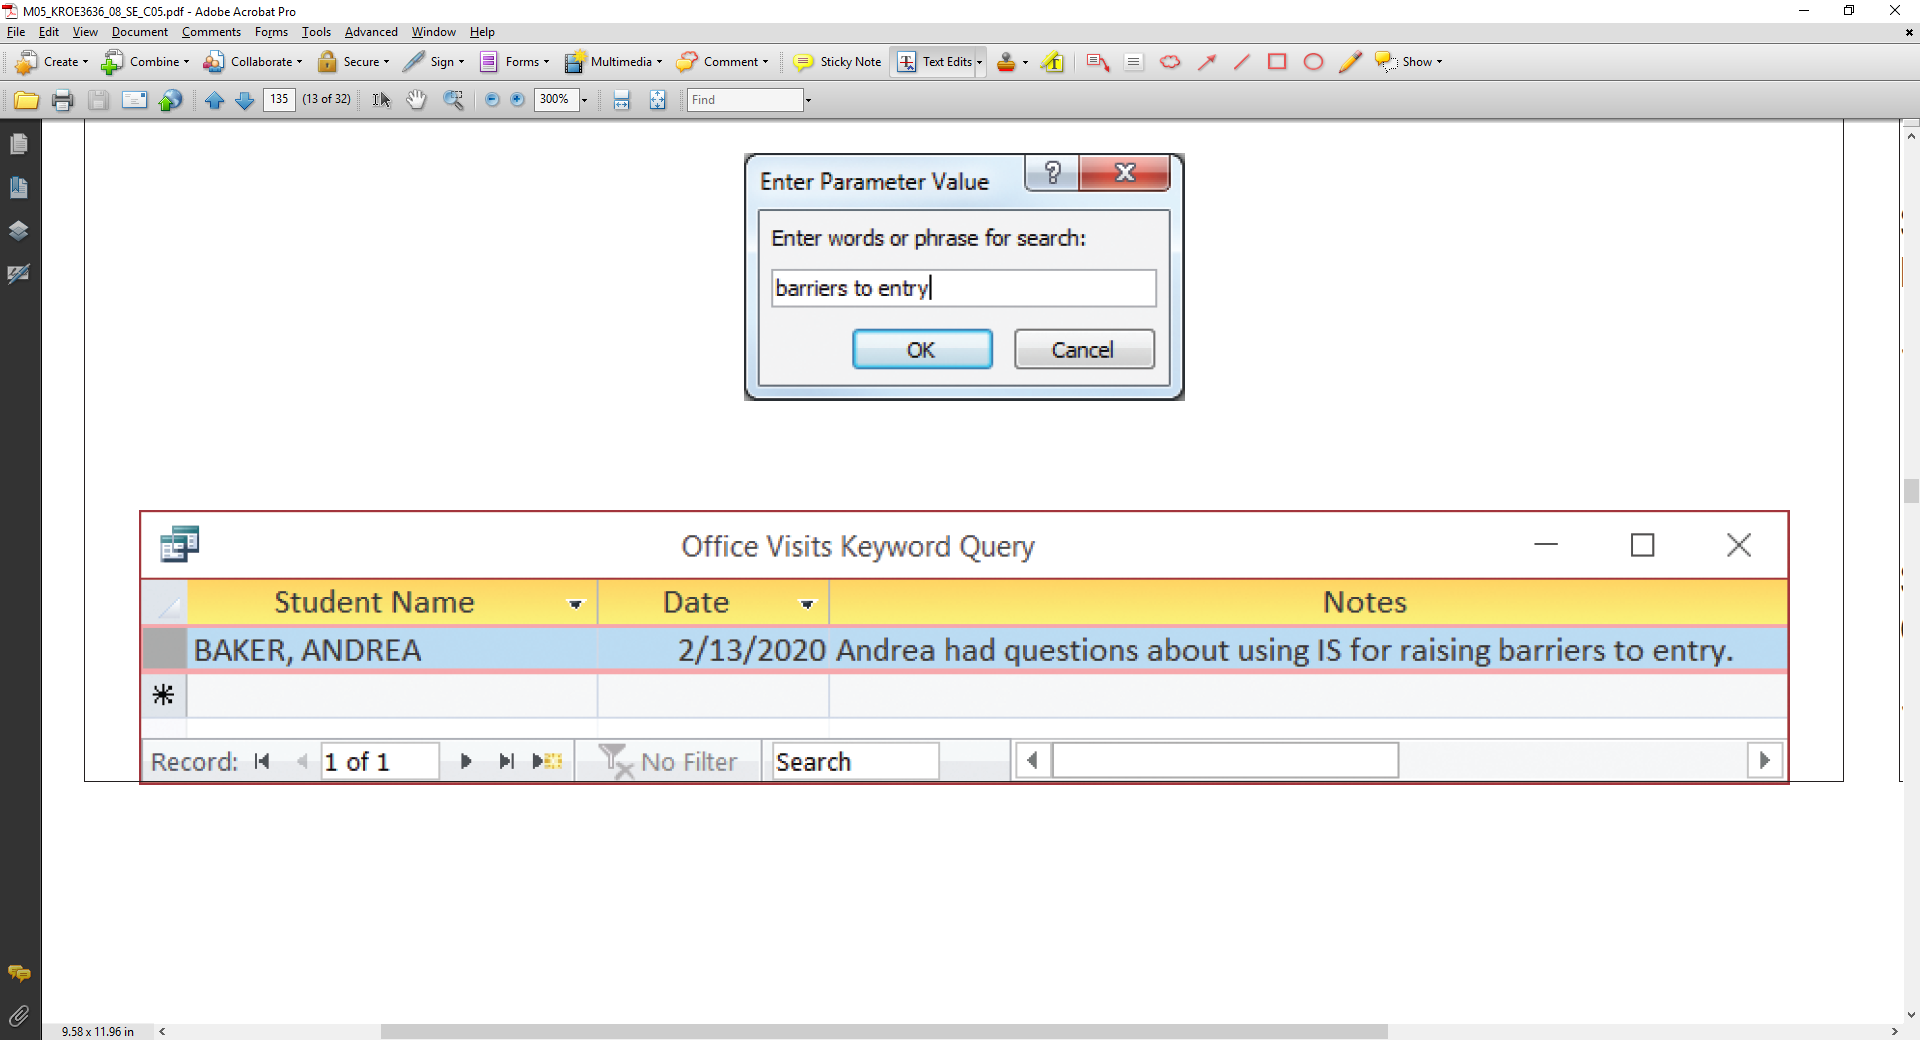 M05_KROE3636_08_SE_C05.pdf - Adobe Acrobat Pro
File Edit View Document Comments Forms Tools Advanced Window Help
Create Combine Collaborate Secure Sign Forms Multimedia Comment Sticky Note Text Edits Show
135 (13 of 32) 300% Find
Enter Parameter Value
Enter words or phrase for search:
barriers to entry
OK Cancel
Office Visits Keyword Query
Student Name Date Notes
BAKER, ANDREA 2/13/2020 Andrea had questions about using IS for raising barriers to entry.
Record: 1 of 1 No Filter Search
9.58 x 11.96 in